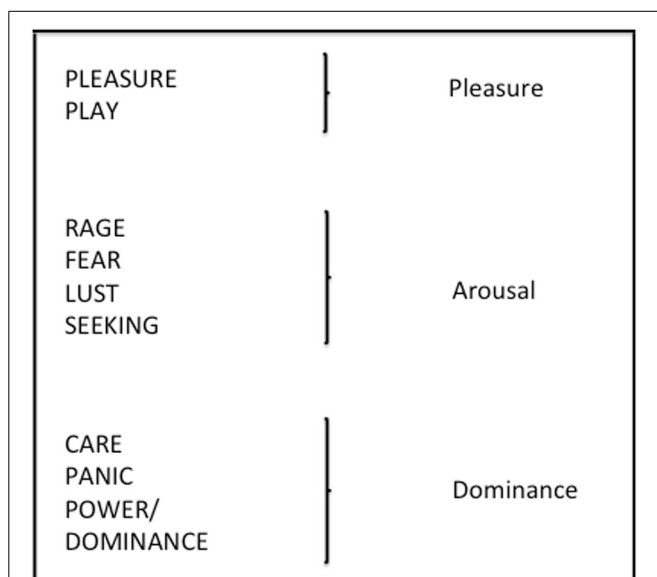 PLEASURE
PLAY
Pleasure
RAGE
FEAR
LUST
SEEKING
Arousal
CARE
PANIC
POWER/
DOMINANCE
Dominance